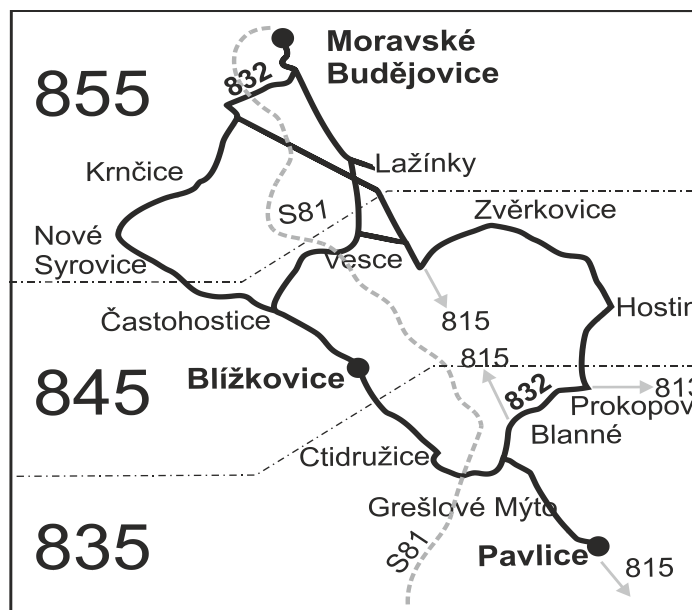 Moravské
Budějovice
832
855
Lažínky
Krnčice
S81
Zvěrkovice
Nové
Syrovice
Vesce
Hostim
815
Častohostice
815
Blížkovice
845
832
813
Prokopov
Blanné
Ctidružice
Grešlové Mýto
835
S81
Pavlice
815